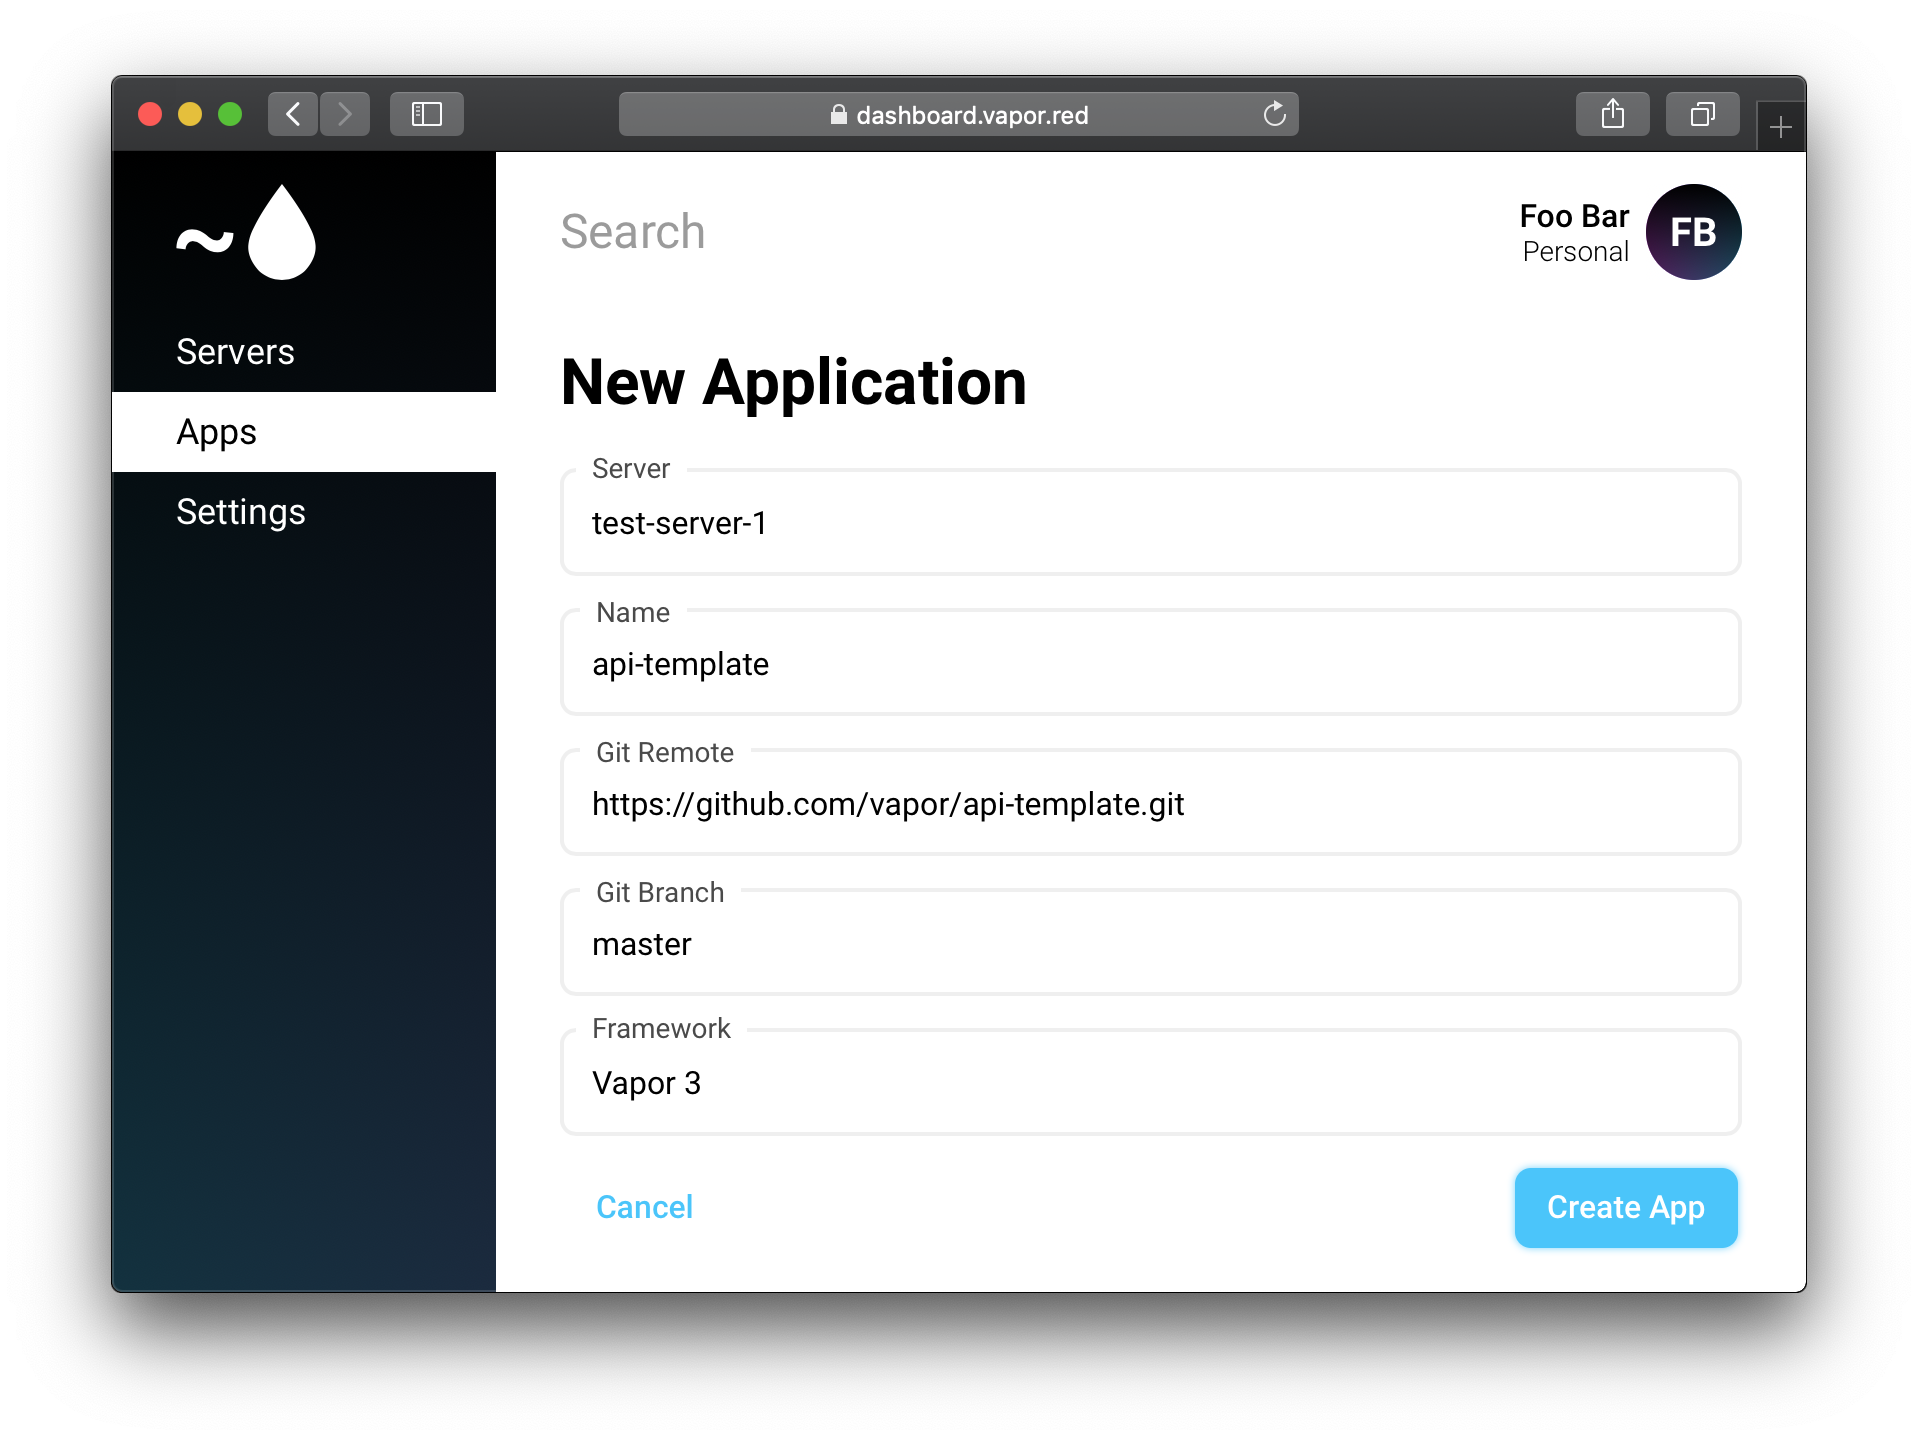 dashboard.vapor.red
~
Servers
Apps
Settings
Search
Foo Bar
Personal
FB
New Application
Server
test-server-1
Name
api-template
Git Remote
https://github.com/vapor/api-template.git
Git Branch
master
Framework
Vapor 3
Cancel
Create App